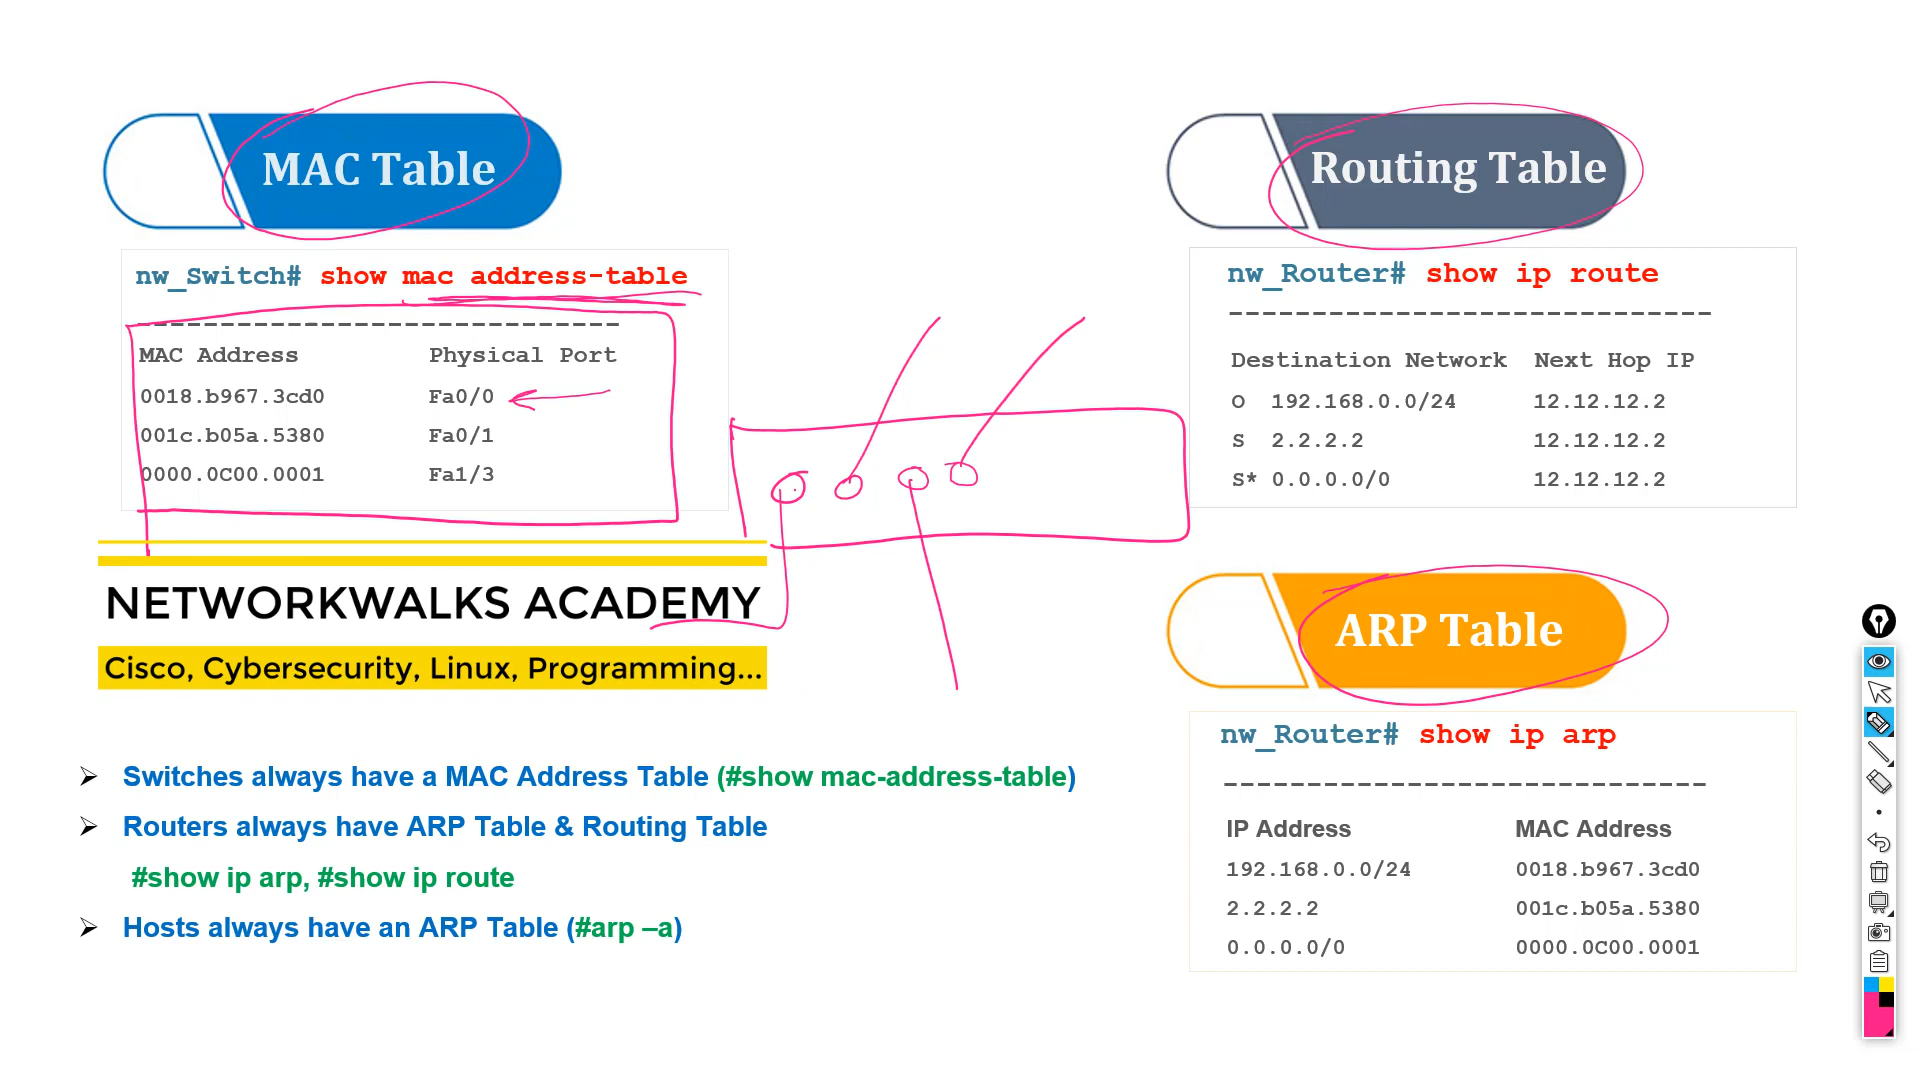 MAC Table
nw_Switch# show mac address-table
----------------------------
MAC Address Physical Port
0018.b967.3cd0 Fa0/0
001c.b05a.5380 Fa0/1
0000.0C00.0001 Fa1/3
NETWORKWALKS ACADEMY
Cisco, Cybersecurity, Linux, Programming...
Routing Table
nw_Router# show ip route
-----------------------------
Destination Network Next Hop IP
O 192.168.0.0/24 12.12.12.2
S 2.2.2.2 12.12.12.2
S* 0.0.0.0/0 12.12.12.2
ARP Table
nw_Router# show ip arp
-----------------------------
IP Address MAC Address
192.168.0.0/24 0018.b967.3cd0
2.2.2.2 001c.b05a.5380
0.0.0.0/0 0000.0C00.0001
➢ Switches always have a MAC Address Table (#show mac-address-table)
➢ Routers always have ARP Table & Routing Table
#show ip arp, #show ip route
➢ Hosts always have an ARP Table (#arp –a)